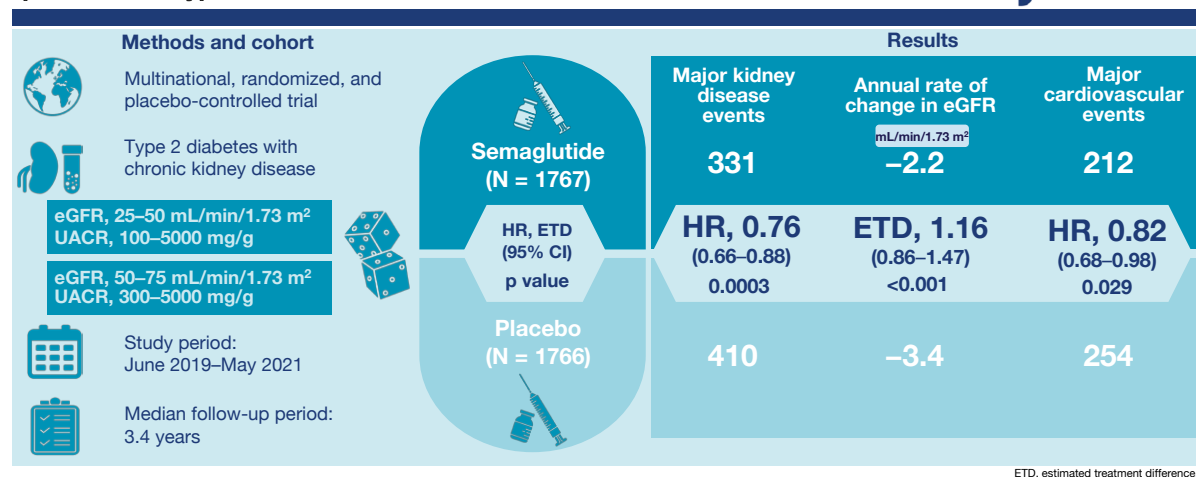 Methods and cohort
Multinational, randomized, and
placebo-controlled trial
Type 2 diabetes with
chronic kidney disease
eGFR, 25–50 mL/min/1.73 m²
UACR, 100–5000 mg/g
eGFR, 50–75 mL/min/1.73 m²
UACR, 300–5000 mg/g
Study period:
June 2019–May 2021
Median follow-up period:
3.4 years
Semaglutide
(N = 1767)
HR, ETD
(95% CI)
p value
Placebo
(N = 1766)
Results
Major kidney
disease
events
331
HR, 0.76
(0.66–0.88)
0.0003
410
Annual rate of
change in eGFR
mL/min/1.73 m²
−2.2
ETD, 1.16
(0.86–1.47)
<0.001
−3.4
Major
cardiovascular
events
212
HR, 0.82
(0.68–0.98)
0.029
254
ETD, estimated treatment difference